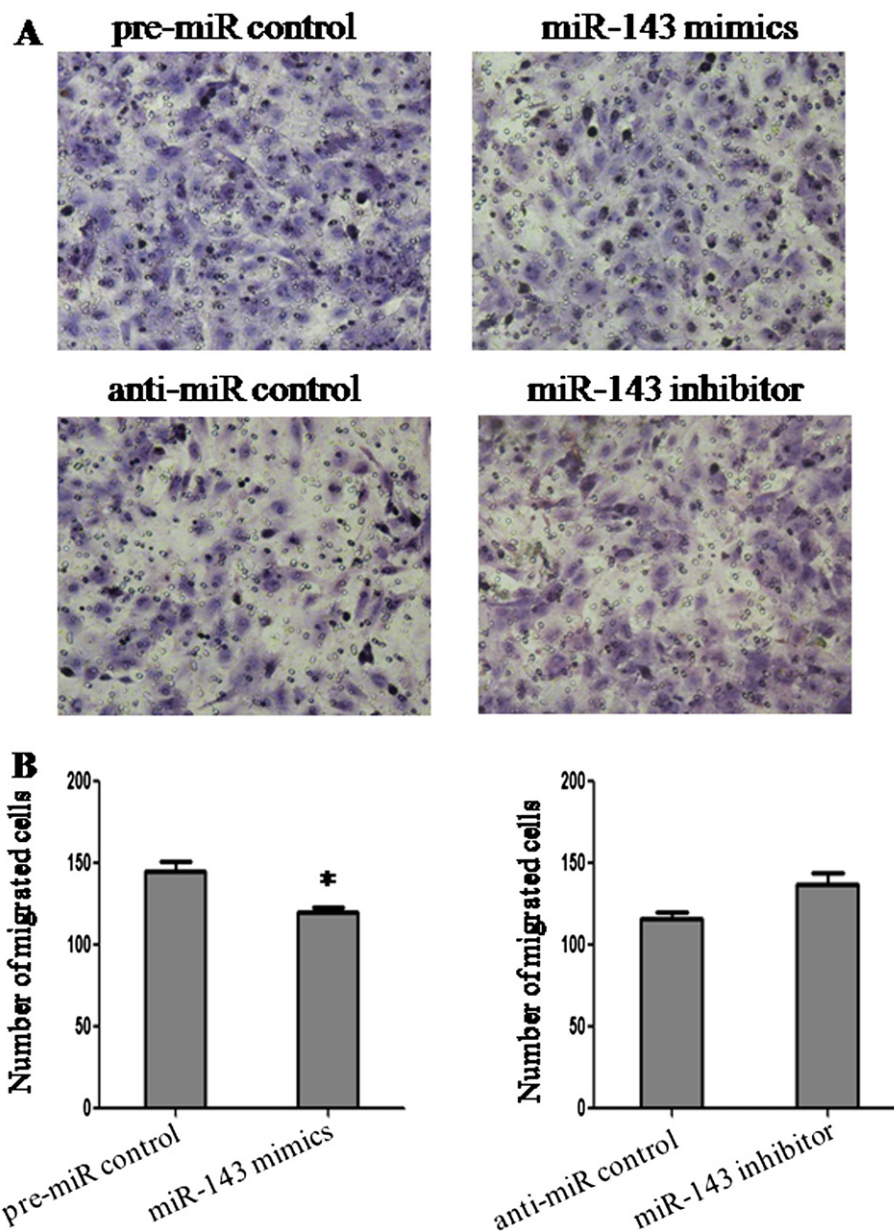 A
pre-miR control
miR-143 mimics
anti-miR control
miR-143 inhibitor
B
Number of migrated cells
200
150
100
50
0
*
pre-miR control
miR-143 mimics
Number of migrated cells
200
150
100
50
0
anti-miR control
miR-143 inhibitor